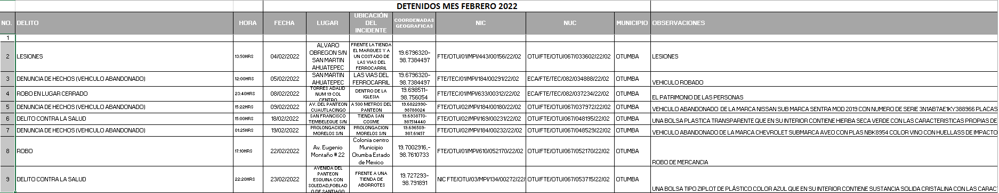 DETENIDOS MES FEBRERO 2022
NO. DELITO HORA FECHA LUGAR UBICACIÓN DEL INCIDENTE COORDENADAS GEOGRAFICAS NIC NUC MUNICIPIO OBSERVACIONES
1
2 LESIONES 13:50HRS 04/02/2022 ALVARO OBREGON S/N SAN MARTIN AHUATEPEC FRENTE LA TIENDA EL MARQUES Y A UN COSTADO DE LAS VIAS DEL FERROCARRIL 19.6796320-98.7384497 FTE/OTU/01/MPI/443/00156/22/02 OTU/FTE/OTU/067/033602/22/02 OTUMBA LESIONES
3 DENUNCIA DE HECHOS (VEHICULO ABANDONADO) 12:00HRS 05/02/2022 SAN MARTIN AHUATEPEC LAS VIAS DEL FERROCARRIL 19.6796320-98.7384497 FTE/TEC/01/MPI/184/00291/22/02 ECA/FTE/TEC/082/034888/22/02 OTUMBA VEHICULO ROBADO
4 ROBO EN LUGAR CERRADO 23:40HRS 08/02/2022 TORRES ADALID NUM 19 COL CENTRO DENTRO DE LA IGLESIA 19.698511-98.756054 FTE/TEC/01/MPI/633/00312/22/02 ECA/FTE/TEC/082/037234/22/02 OTUMBA EL PATRIMONIO DE LAS PERSONAS
5 DENUNCIA DE HECHOS (VEHICULO ABANDONADO) 15:22HRS 09/02/2022 AV. DEL PANTEON CUAUTLACINGO A 500 METROS DEL PANTEON 19.6822990-98788024 FTE/OTU/02/MPI/184/00180/22/02 OTU/FTE/OTU/067/037972/22/02 OTUMBA VEHICULO ABANDONADO DE LA MARCA NISSAN SUB MARCA SENTRA MOD 2019 CON NUMERO DE SERIE 3N1AB7AE1KY388966 PLACAS
6 DELITO CONTRA LA SALUD 15:00HRS 18/02/2022 SAN FRANCISCO TEMBELEQUE S/N TIENDA SAN COSME 19.6938770-987514440 FTE/OTU/02/MPI/169/00231/22/02 OTU/FTE/OTU/067/048195/22/02 OTUMBA UNA BOLSA PLASTICA TRANSPARENTE QUE EN SU INTERIOR CONTIENE HIERBA SECA VERDE CON LAS CARACTERISTICAS PROPIAS DE
7 DENUNCIA DE HECHOS (VEHICULO ABANDONADO) 01:25HRS 19/02/2022 PROLONGACION MORELOS S/N PROLONGACION MORELOS S/N 19.696509-987.61457 FTE/OTU/02/MPI/184/00232/22/02 OTU/FTE/OTU/067/048529/22/02 OTUMBA VEHICULO ABANDONADO DE LA MARCA CHEVROLET SUBMARCA AVEO CON PLAS NBK8954 COLOR VINO CON HUELLASS DE IMPACTO
8 ROBO 17:10HRS 22/02/2022 Av. Eugenio Montaño # 22 Colonia centro Municipio Otumba Estado de Mexico 19.7002916,-98.7610733 FTE/OTU/01/MPI/610/052170/22/02 OTU/FTE/OTU/067/052170/22/02 OTUMBA ROBO DE MERCANCIA
9 DELITO CONTRA LA SALUD 22:20HRS 23/02/2022 AVENIDA DEL PANTEON ESQUINA CON SOLEDAD,POBLADO DE SANTIAGO FRENTE A UNA TIENDA DE ABORROTES 19.727293-98.791891 NIC FTE/OTU/03/MPI/134/00272/22/ OTU/FTE/OTU/067/053715/22/02 OTUMBA UNA BOLSA TIPO ZIPLOT DE PLÁSTICO COLOR AZUL QUE EN SU INTERIOR CONTIENE SUSTANCIA SOLIDA CRISTALINA CON LAS CARAC